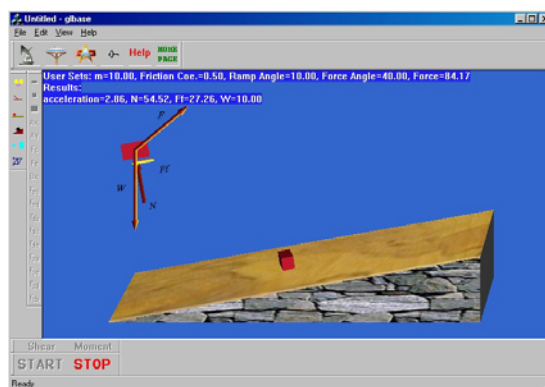 Untitled - glbase
File Edit View Help
Help HOME PAGE
User Sets: m=10.00, Friction Coe.=0.50, Ramp Angle=10.00, Force Angle=40.00, Force=84.17
Results:
acceleration=2.86, N=54.52, Ff=27.26, W=10.00
F
Ff
W
N
Shear Moment
START STOP
Ready